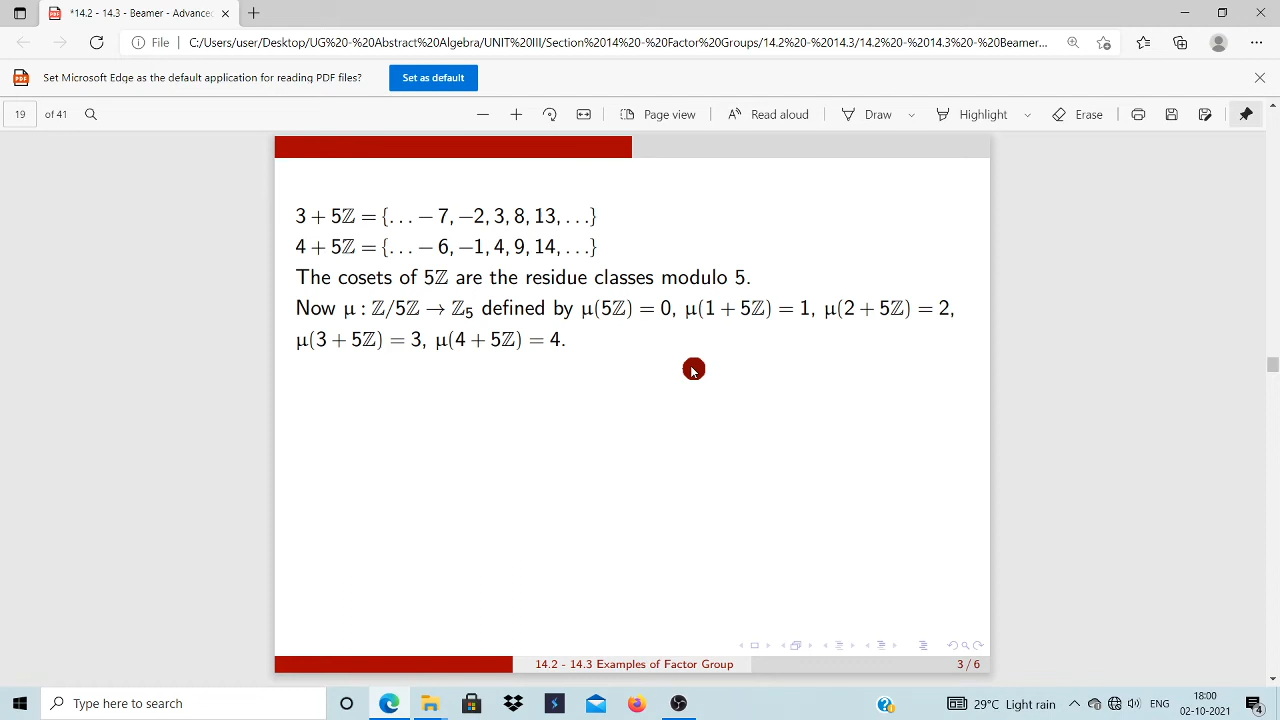 *14.2 - 14.3 - Beamer - Advance
File
C:/Users/user/Desktop/UG%20-%20Abstract%20Algebra/UNIT%20III/Section%2014%20-%20Factor%20Groups/14.2%20-%2014.3/14.2%20-%2014.3%20Beamer...
Set Microsoft Edge as the default application for reading PDF files?
Set as default
19 of 41
Page view
Read aloud
Draw
Highlight
Erase
3 + 5ℤ = {… − 7, −2, 3, 8, 13, …}
4 + 5ℤ = {… − 6, −1, 4, 9, 14, …}
The cosets of 5ℤ are the residue classes modulo 5.
Now μ : ℤ/5ℤ → ℤ₅ defined by μ(5ℤ) = 0, μ(1 + 5ℤ) = 1, μ(2 + 5ℤ) = 2,
μ(3 + 5ℤ) = 3, μ(4 + 5ℤ) = 4.
14.2 - 14.3 Examples of Factor Group
3 / 6
Type here to search
29°C Light rain
ENG
18:00
02-10-2021
4